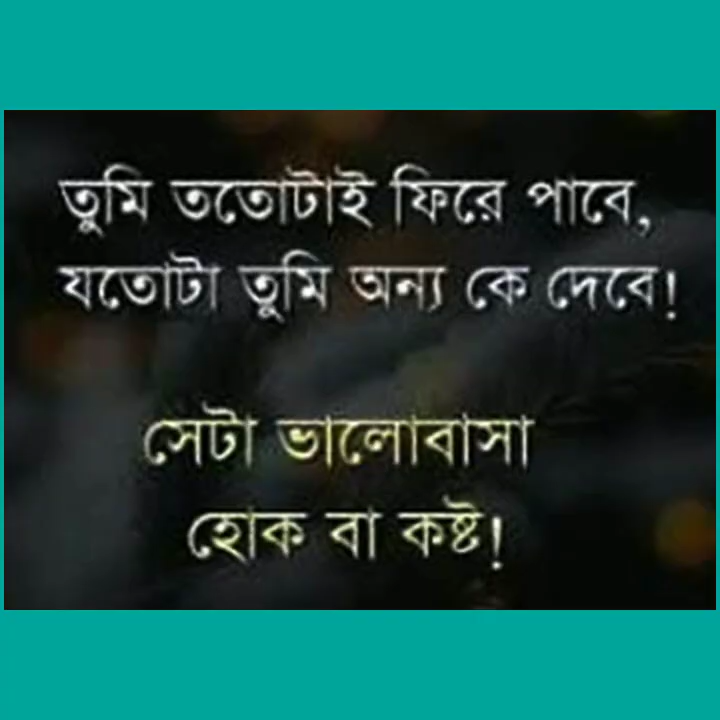 তুমি ততোটাই ফিরে পাবে,
যতোটা তুমি অন্য কে দেবে!
সেটা ভালোবাসা
হোক বা কষ্ট!